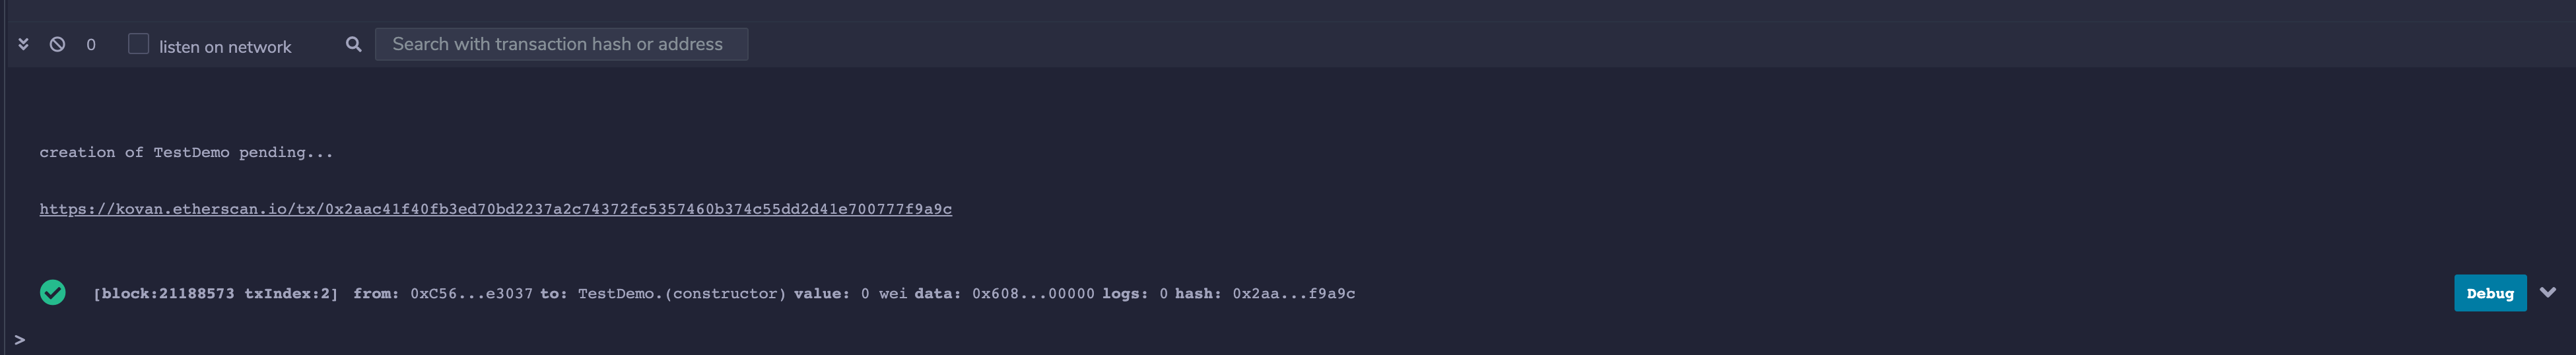 0 listen on network Search with transaction hash or address
creation of TestDemo pending...
https://kovan.etherscan.io/tx/0x2aac41f40fb3ed70bd2237a2c74372fc5357460b374c55dd2d41e700777f9a9c
[block:21188573 txIndex:2] from: 0xC56...e3037 to: TestDemo.(constructor) value: 0 wei data: 0x608...00000 logs: 0 hash: 0x2aa...f9a9c Debug
>